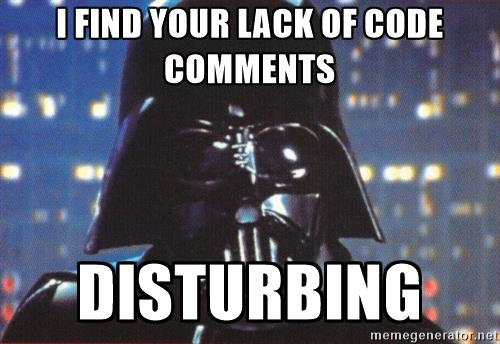 I FIND YOUR LACK OF CODE
COMMENTS
DISTURBING
memegenerator.net